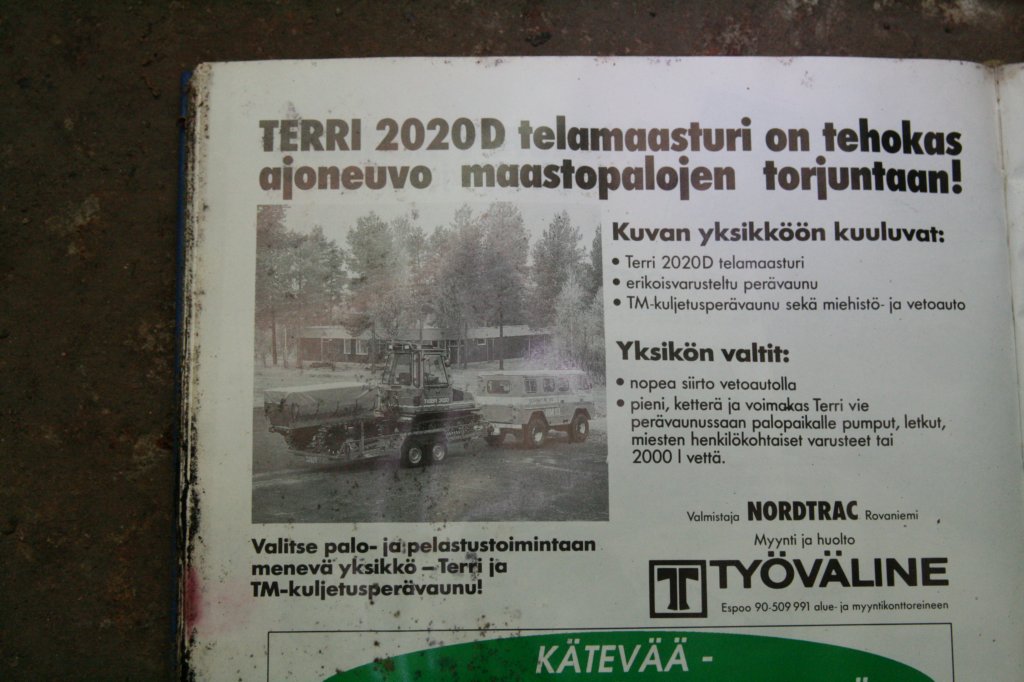 TERRI 2020D telamaasturi on tehokas
ajoneuvo maastopalojen torjuntaan!
Kuvan yksikköön kuuluvat:
• Terri 2020D telamaasturi
• erikoisvarusteltu perävaunu
• TM-kuljetusperävaunu sekä miehistö- ja vetoauto
Yksikön valtit:
• nopea siirto vetoautolla
• pieni, ketterä ja voimakas Terri vie
perävaunussaan palopaikalle pumput, letkut,
miesten henkilökohtaiset varusteet tai
2000 l vettä.
Valitse palo- ja pelastustoimintaan
menevä yksikkö – Terri ja
TM-kuljetusperävaunu!
Valmistaja NORDTRAC Rovaniemi
Myynti ja huolto
T TYÖVÄLINE
Espoo 90-509 991 alue- ja myyntikonttoreineen
KÄTEVÄÄ -